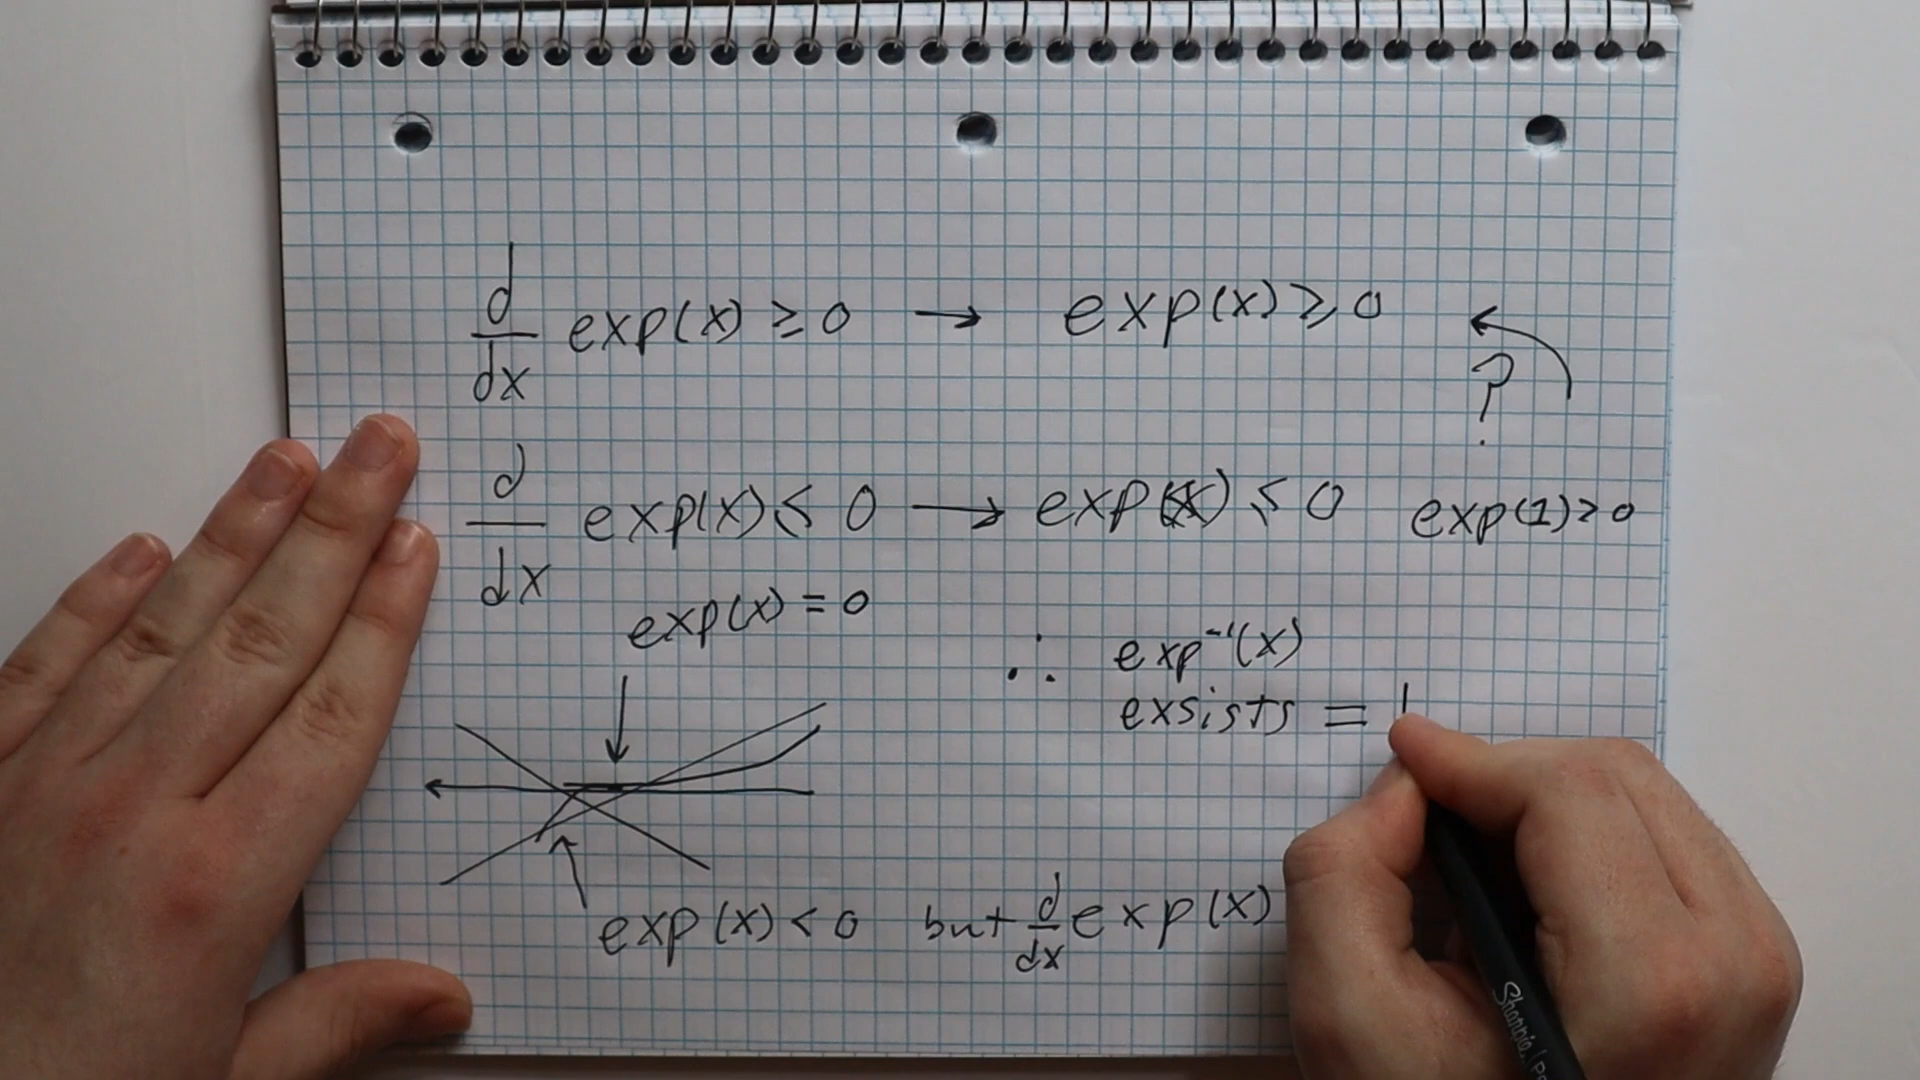 d/dx exp(x) ≥ 0 → exp(x) ≥ 0
?
d/dx exp(x) ≤ 0 → exp(x) ≤ 0 exp(1) ≥ 0
exp(x) = 0
∴ exp⁻¹(x)
exsists =
exp(x) < 0 but d/dx exp(x)
Sharpie